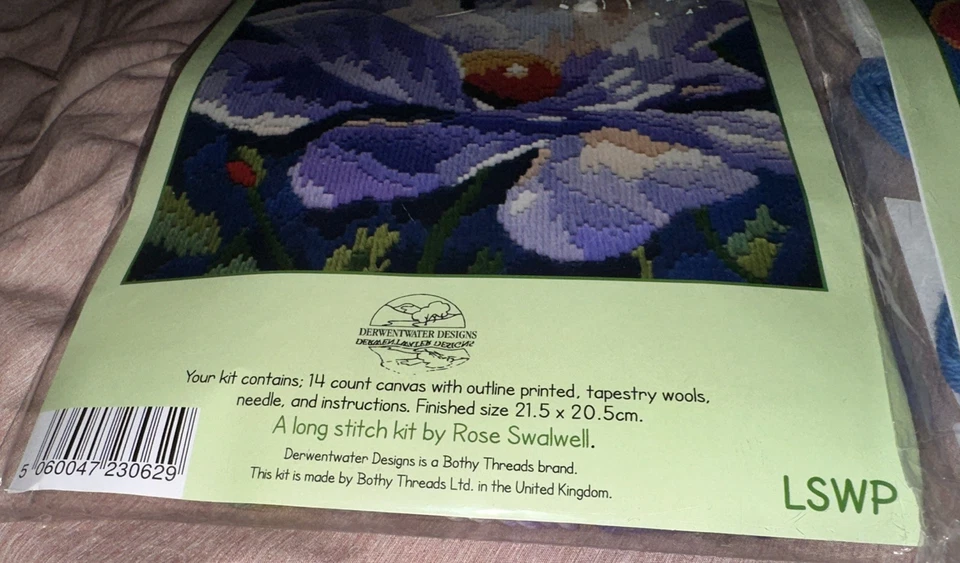 DERWENTWATER DESIGNS
Your kit contains; 14 count canvas with outline printed, tapestry wools,
needle, and instructions. Finished size 21.5 x 20.5cm.
A long stitch kit by Rose Swalwell.
Derwentwater Designs is a Bothy Threads brand.
This kit is made by Bothy Threads Ltd. in the United Kingdom.
5 060047 230629
LSWP